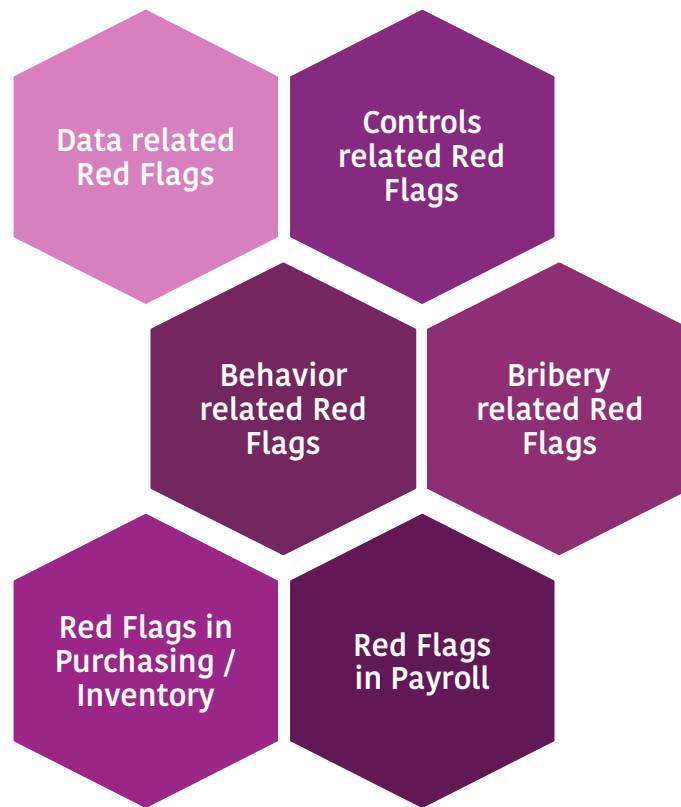 Data related
Red Flags
Controls
related Red
Flags
Behavior
related Red
Flags
Bribery
related Red
Flags
Red Flags in
Purchasing /
Inventory
Red Flags
in Payroll